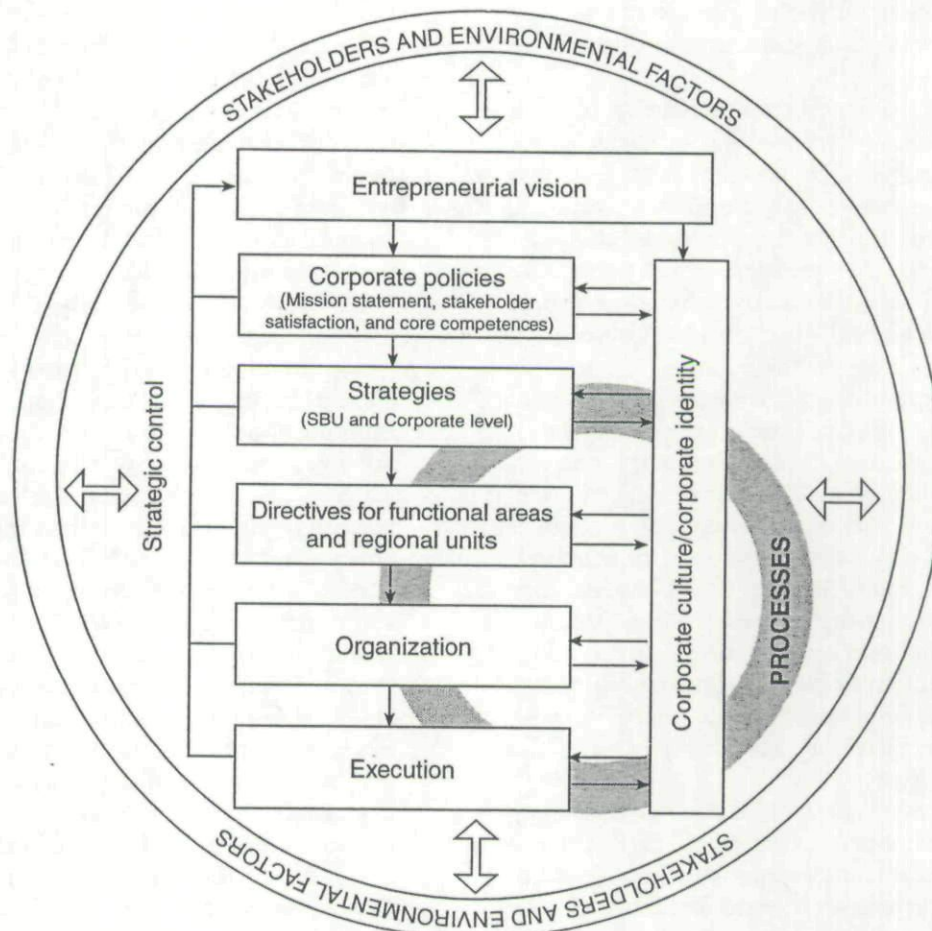 STAKEHOLDERS AND ENVIRONMENTAL FACTORS
Entrepreneurial vision
Corporate policies
(Mission statement, stakeholder
satisfaction, and core competences)
Strategies
(SBU and Corporate level)
Directives for functional areas
and regional units
Organization
Execution
Strategic control
Corporate culture/corporate identity
PROCESSES
STAKEHOLDERS AND ENVIRONMENTAL FACTORS